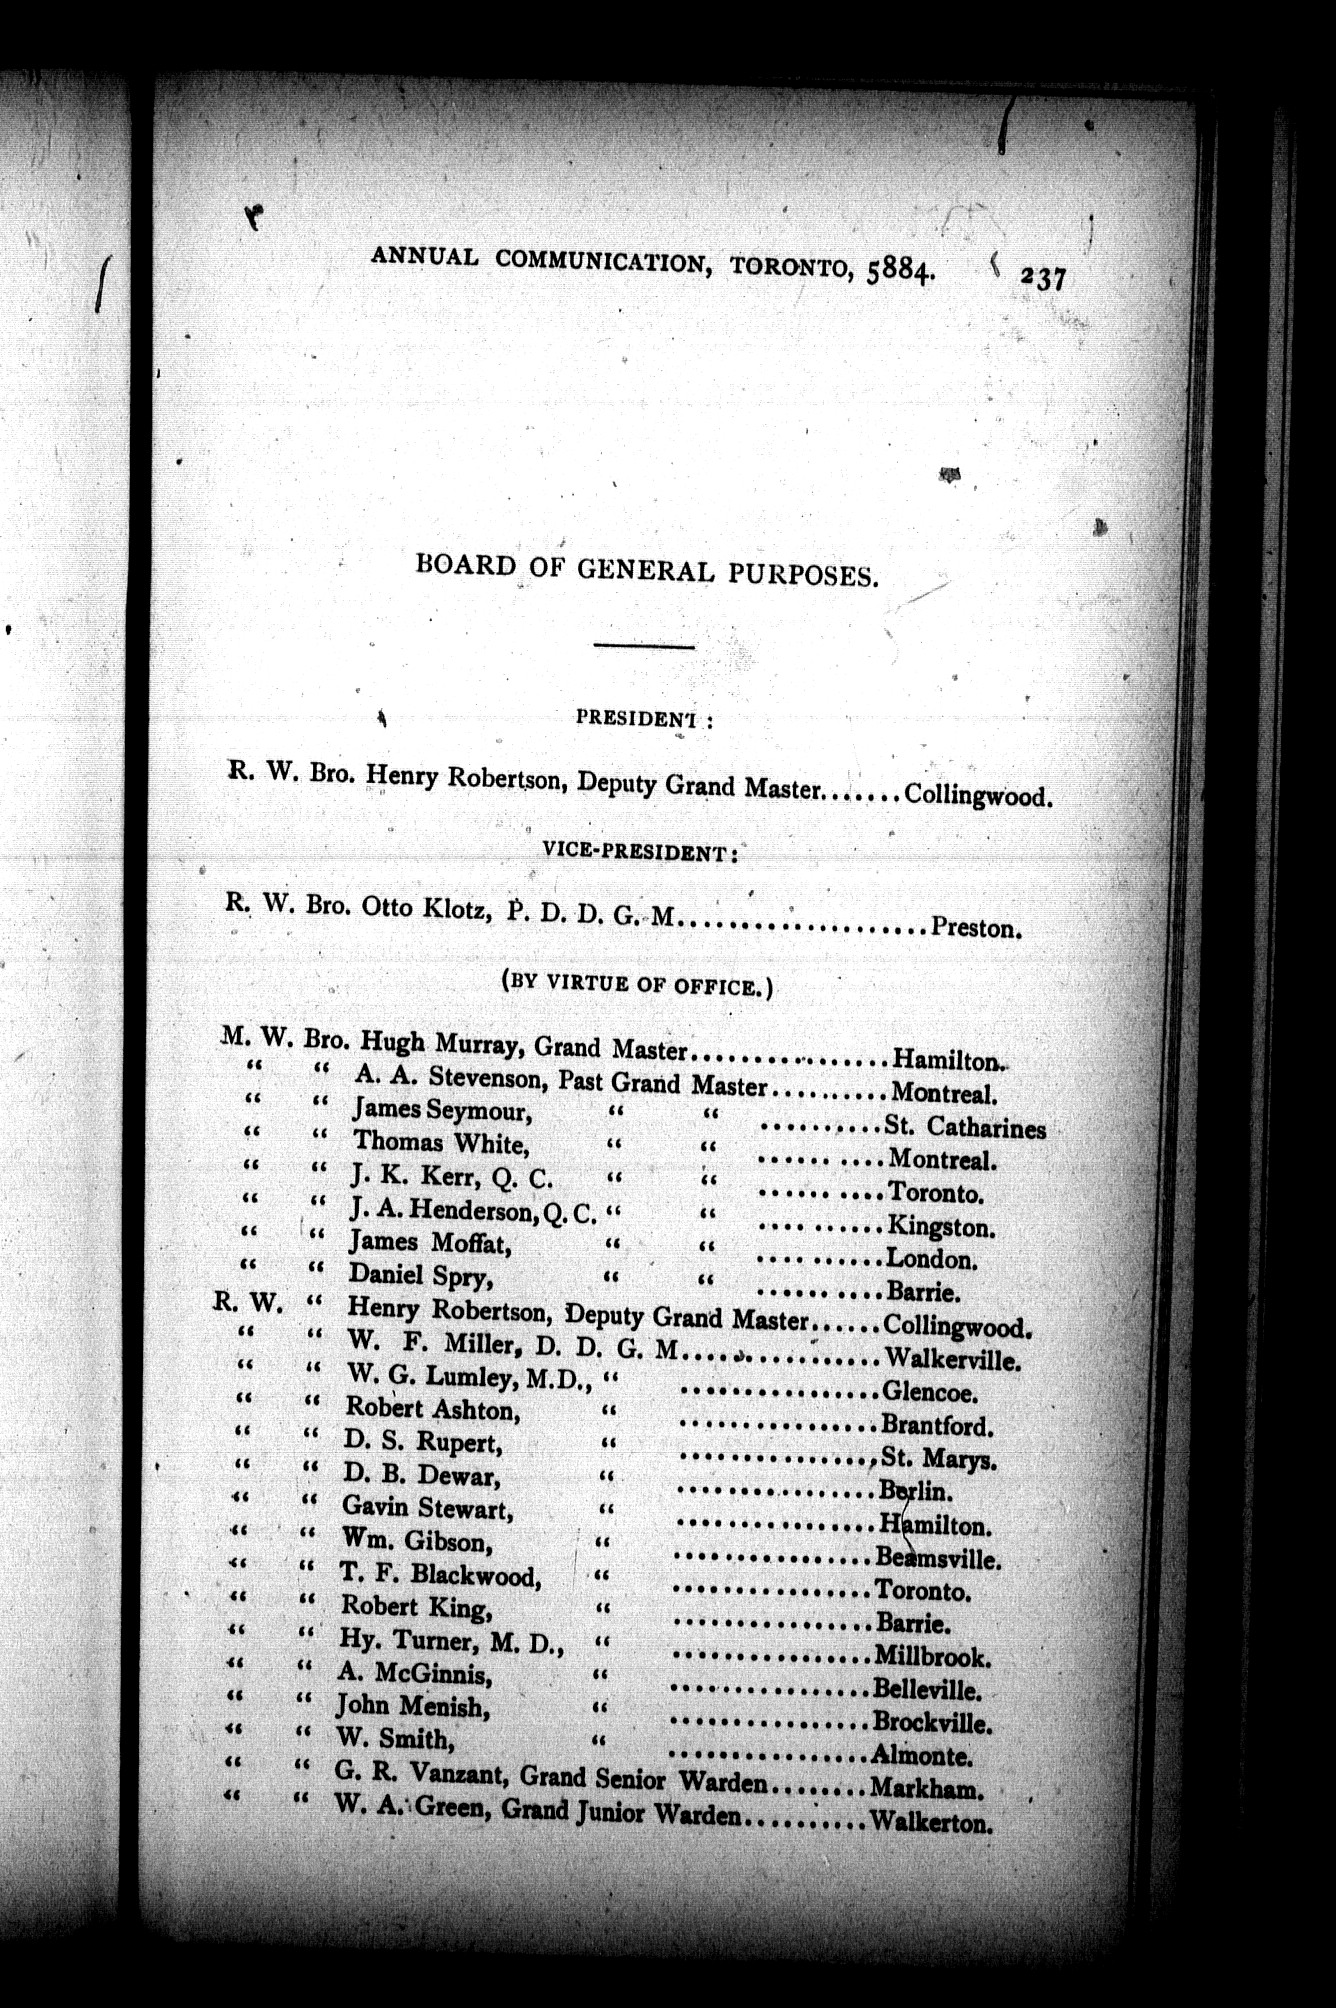 ANNUAL COMMUNICATION, TORONTO, 5884. 237
BOARD OF GENERAL PURPOSES.
PRESIDENT :
R. W. Bro. Henry Robertson, Deputy Grand Master.......Collingwood.
VICE-PRESIDENT:
R. W. Bro. Otto Klotz, P. D. D. G. M....................Preston.
(BY VIRTUE OF OFFICE.)
M. W. Bro. Hugh Murray, Grand Master................Hamilton.
“ “ A. A. Stevenson, Past Grand Master..........Montreal.
“ “ James Seymour, “ “ ..........St. Catharines
“ “ Thomas White, “ “ ..........Montreal.
“ “ J. K. Kerr, Q. C. “ “ ..........Toronto.
“ “ J. A. Henderson, Q. C. “ “ ..........Kingston.
“ “ James Moffat, “ “ ..........London.
“ “ Daniel Spry, “ “ ..........Barrie.
R. W. “ Henry Robertson, Deputy Grand Master......Collingwood.
“ “ W. F. Miller, D. D. G. M................Walkerville.
“ “ W. G. Lumley, M.D., “ ................Glencoe.
“ “ Robert Ashton, “ ................Brantford.
“ “ D. S. Rupert, “ ................St. Marys.
“ “ D. B. Dewar, “ ................Berlin.
“ “ Gavin Stewart, “ ................Hamilton.
“ “ Wm. Gibson, “ ................Beamsville.
“ “ T. F. Blackwood, “ ................Toronto.
“ “ Robert King, “ ................Barrie.
“ “ Hy. Turner, M. D., “ ................Millbrook.
“ “ A. McGinnis, “ ................Belleville.
“ “ John Menish, “ ................Brockville.
“ “ W. Smith, “ ................Almonte.
“ “ G. R. Vanzant, Grand Senior Warden........Markham.
“ “ W. A. Green, Grand Junior Warden..........Walkerton.